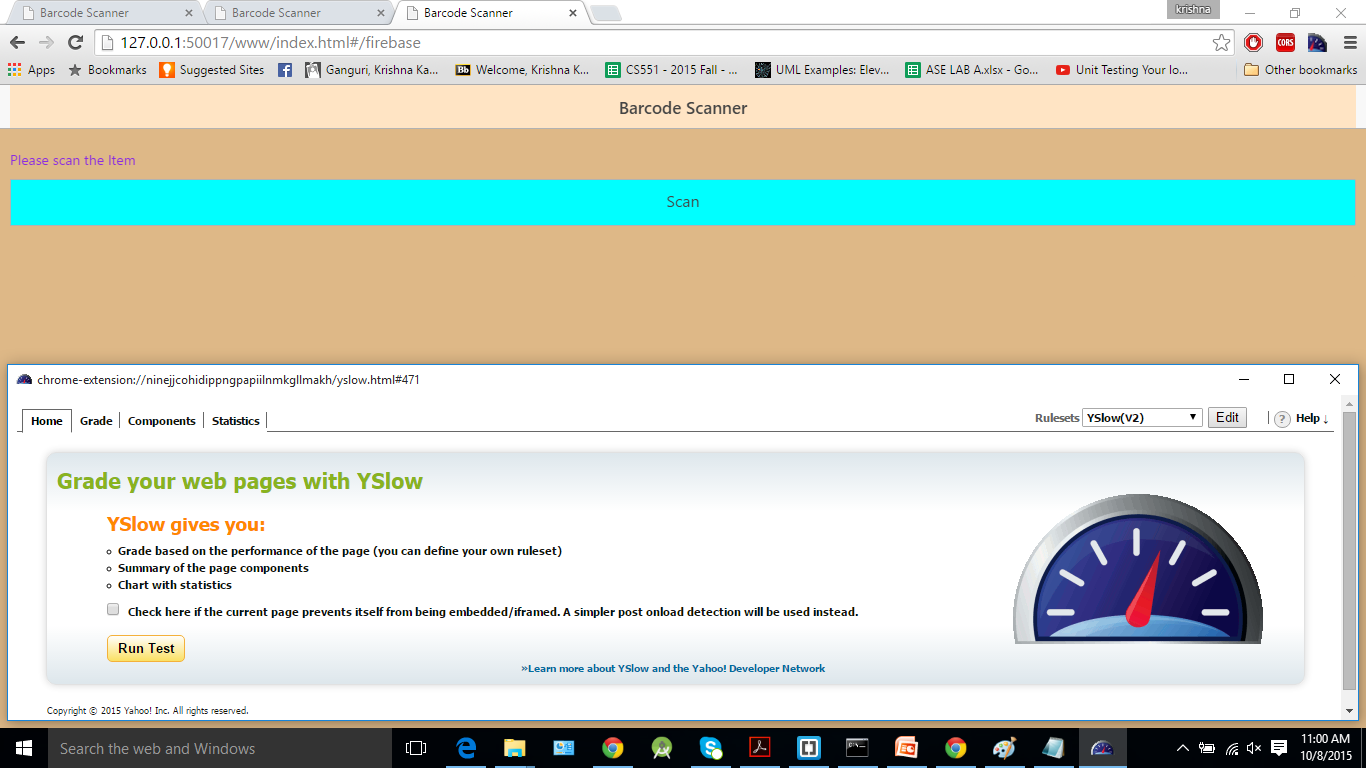 Barcode Scanner
Barcode Scanner
Barcode Scanner
krishna
127.0.0.1:50017/www/index.html#/firebase
CORS
Apps
Bookmarks
Suggested Sites
Ganguri, Krishna Ka...
Bb
Welcome, Krishna K...
CS551 - 2015 Fall - ...
UML Examples: Elev...
ASE LAB A.xlsx - Go...
Unit Testing Your Io...
Other bookmarks
Barcode Scanner
Please scan the Item
Scan
chrome-extension://ninejjcohidippngpapiilnmkgllmakh/yslow.html#471
Home
Grade
Components
Statistics
Rulesets
YSlow(V2)
Edit
? Help ↓
Grade your web pages with YSlow
YSlow gives you:
Grade based on the performance of the page (you can define your own ruleset)
Summary of the page components
Chart with statistics
Check here if the current page prevents itself from being embedded/iframed. A simpler post onload detection will be used instead.
Run Test
»Learn more about YSlow and the Yahoo! Developer Network
Copyright © 2015 Yahoo! Inc. All rights reserved.
Search the web and Windows
11:00 AM
10/8/2015